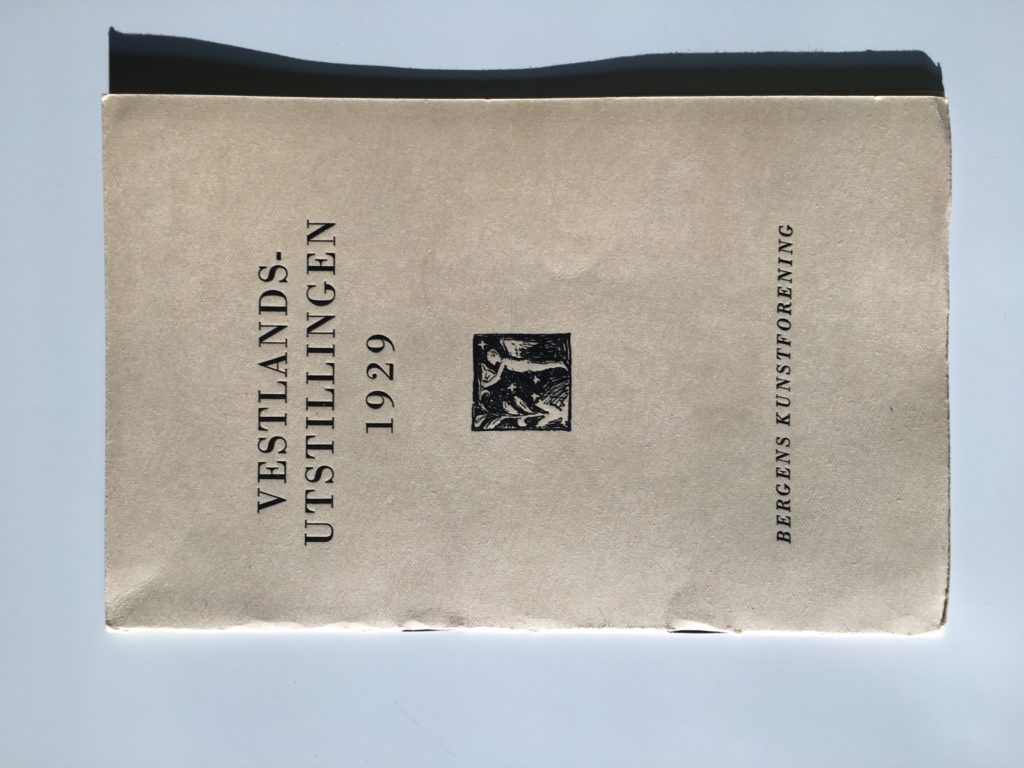 VESTLANDS-
UTSTILLINGEN
1929
BERGENS KUNSTFORENING